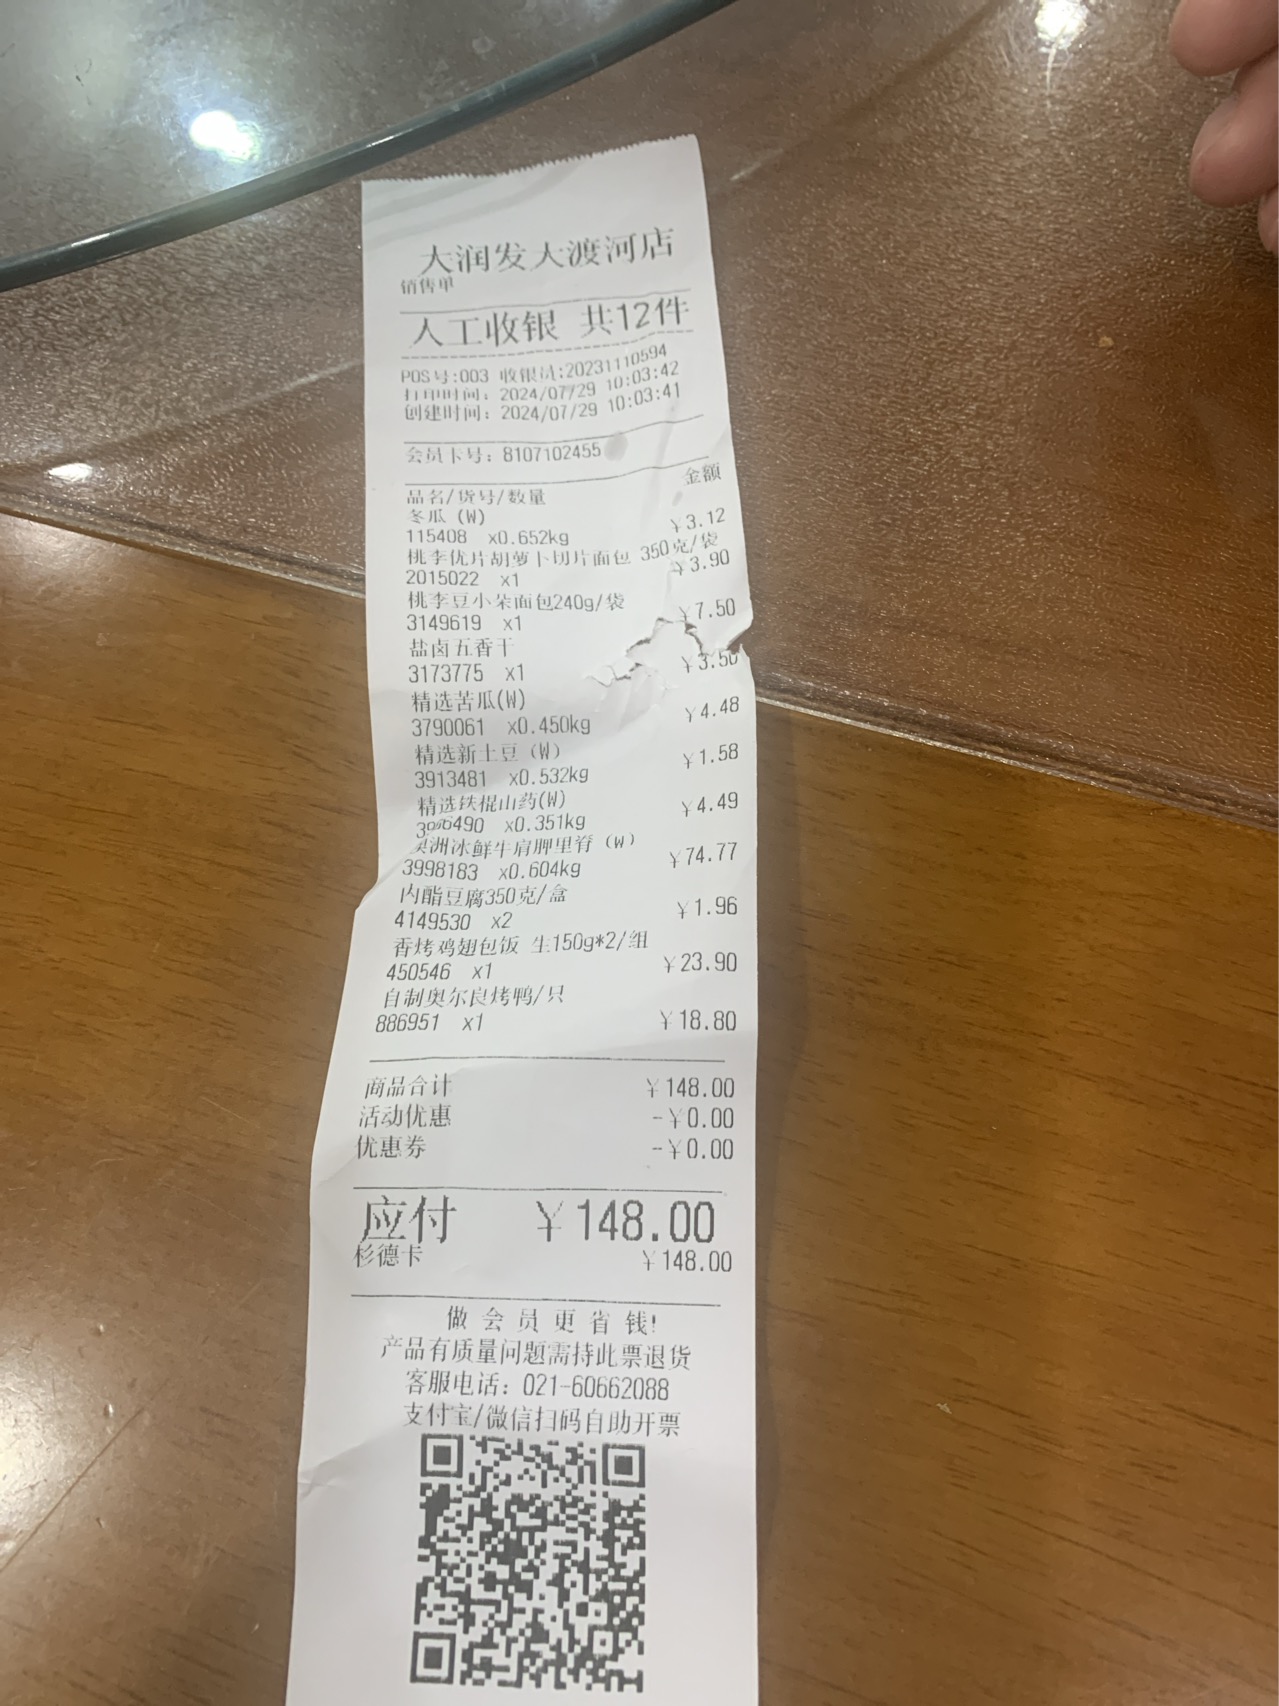 大润发大渡河店
销售单
人工收银 共12件
POS号:003 收银员:20231110594
打印时间: 2024/07/29 10:03:42
创建时间: 2024/07/29 10:03:41
会员卡号: 8107102455
金额
品名/货号/数量
冬瓜 (W)
115408 x0.652kg ￥3.12
桃李优片胡萝卜切片面包 350克/袋
2015022 x1 ￥3.90
桃李豆小朵面包240g/袋
3149619 x1 ￥7.50
盐卤五香干
3173775 x1 ￥3.50
精选苦瓜(W)
3790061 x0.450kg ￥4.48
精选新土豆 (W)
3913481 x0.532kg ￥1.58
精选铁棍山药(W)
x0.351kg ￥4.49
澳洲冰鲜牛肩胛里脊 (W)
3998183 x0.604kg ￥74.77
内酯豆腐350克/盒
4149530 x2 ￥1.96
香烤鸡翅包饭 生150g*2/组
450546 x1 ￥23.90
自制奥尔良烤鸭/只
886951 x1 ￥18.80
商品合计 ￥148.00
活动优惠 -￥0.00
优惠券 -￥0.00
应付 ￥148.00
杉德卡 ￥148.00
做会员更省钱!
产品有质量问题需持此票退货
客服电话: 021-60662088
支付宝/微信扫码自助开票